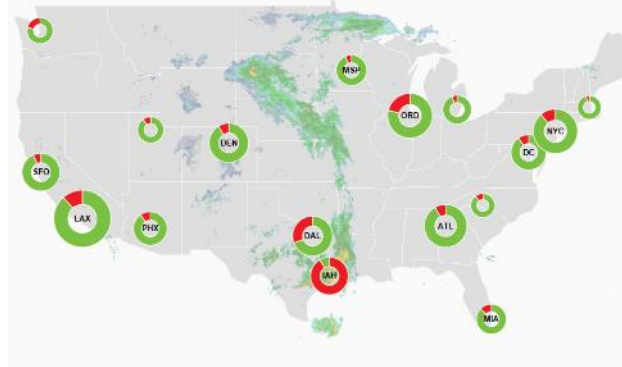 MSP
ORD
NYC
DEN
DC
SFO
LAX
PHX
ATL
DAL
IAH
MIA